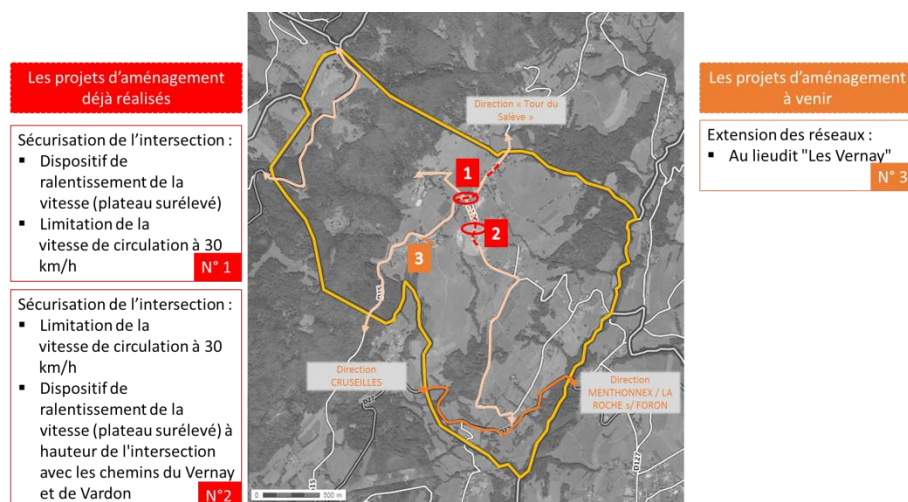 Les projets d'aménagement
déjà réalisés
Sécurisation de l'intersection :
▪ Dispositif de
ralentissement de la
vitesse (plateau surélevé)
▪ Limitation de la
vitesse de circulation à 30
km/h
N° 1
Sécurisation de l'intersection :
▪ Limitation de la
vitesse de circulation à 30
km/h
▪ Dispositif de
ralentissement de la
vitesse (plateau surélevé) à
hauteur de l'intersection
avec les chemins du Vernay
et de Vardon
N°2
Direction « Tour du
Salève »
1
2
3
Direction
CRUSEILLES
Direction
MENTHONNEX / LA
ROCHE s/ FORON
D27
0 500 m
Les projets d'aménagement
à venir
Extension des réseaux :
▪ Au lieudit "Les Vernay"
N° 3